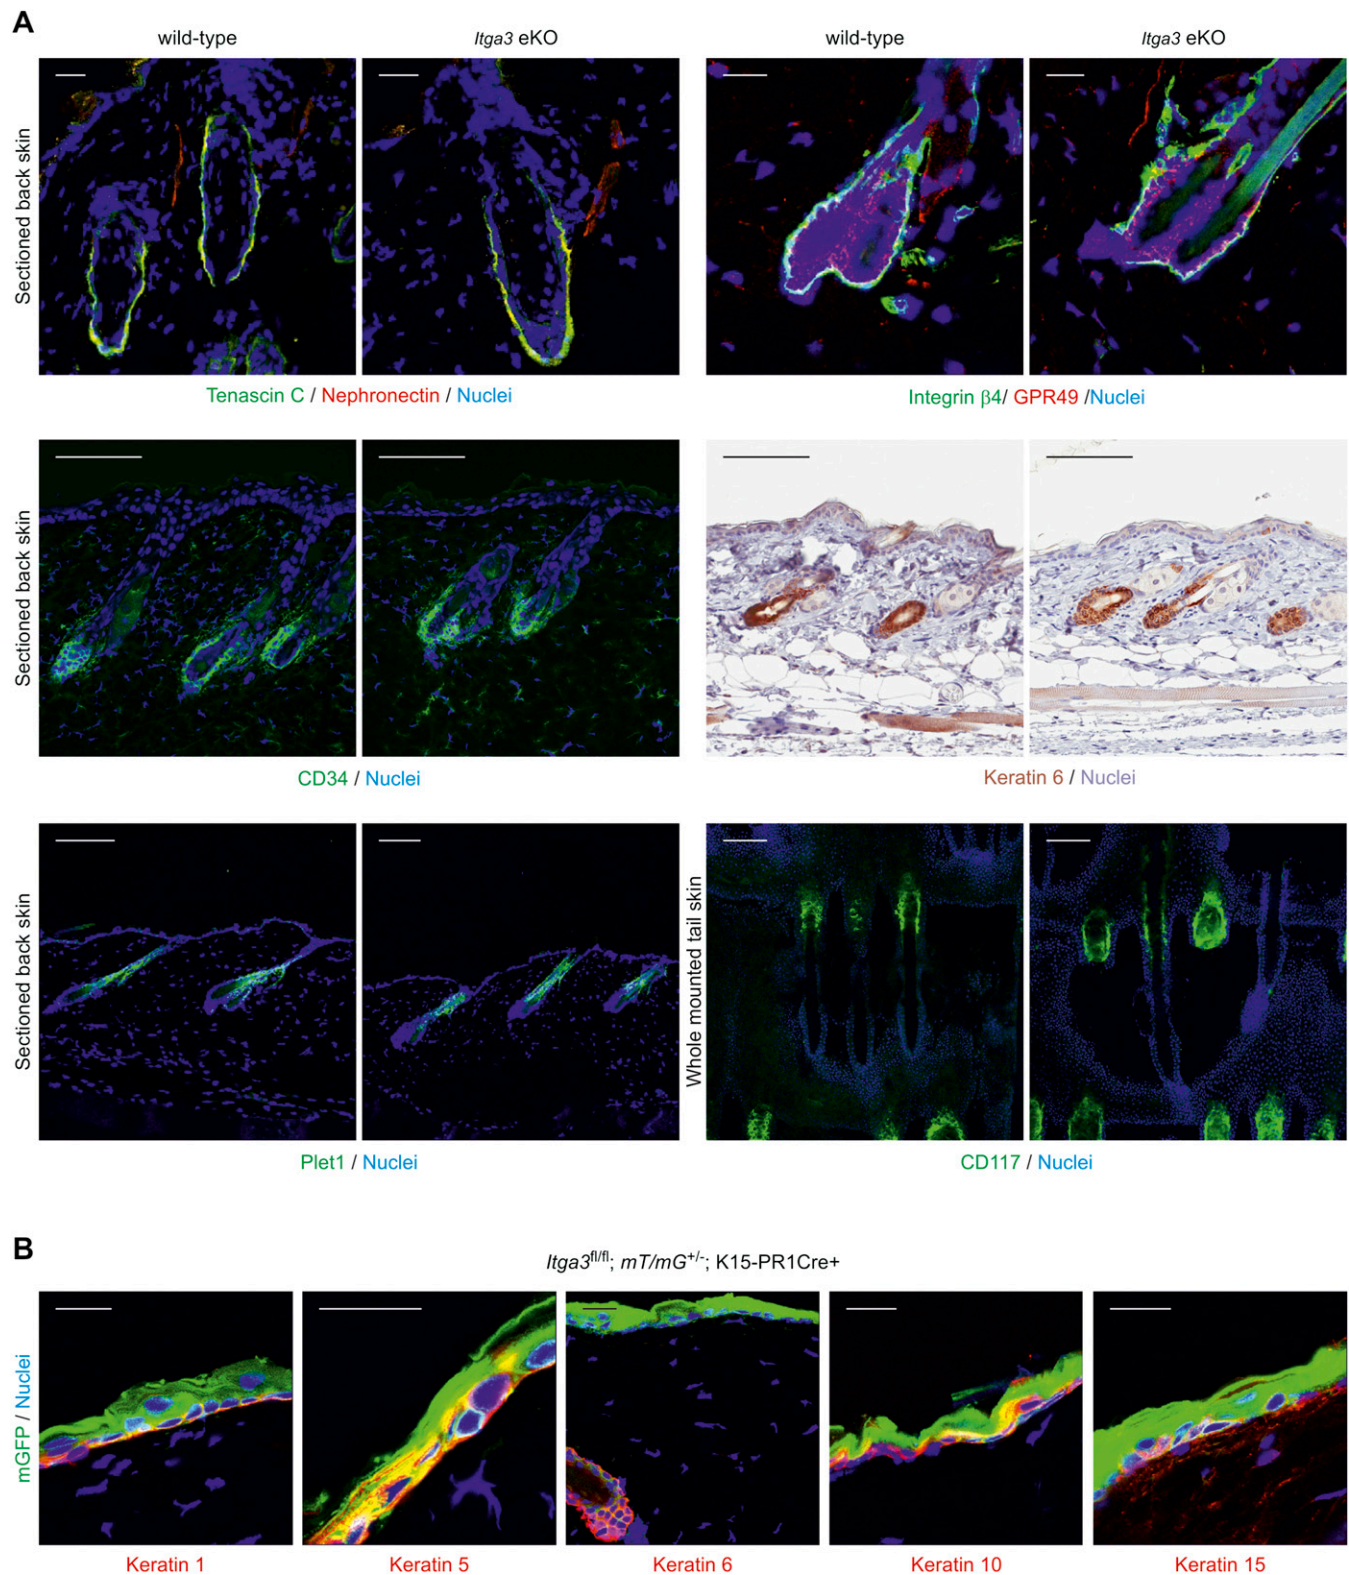 A
wild-type
Itga3 eKO
wild-type
Itga3 eKO
Sectioned back skin
Tenascin C / Nephronectin / Nuclei
Integrin β4/ GPR49 /Nuclei
Sectioned back skin
CD34 / Nuclei
Keratin 6 / Nuclei
Sectioned back skin
Whole mounted tail skin
Plet1 / Nuclei
CD117 / Nuclei
B
Itga3fl/fl; mT/mG+/-; K15-PR1Cre+
mGFP / Nuclei
Keratin 1
Keratin 5
Keratin 6
Keratin 10
Keratin 15